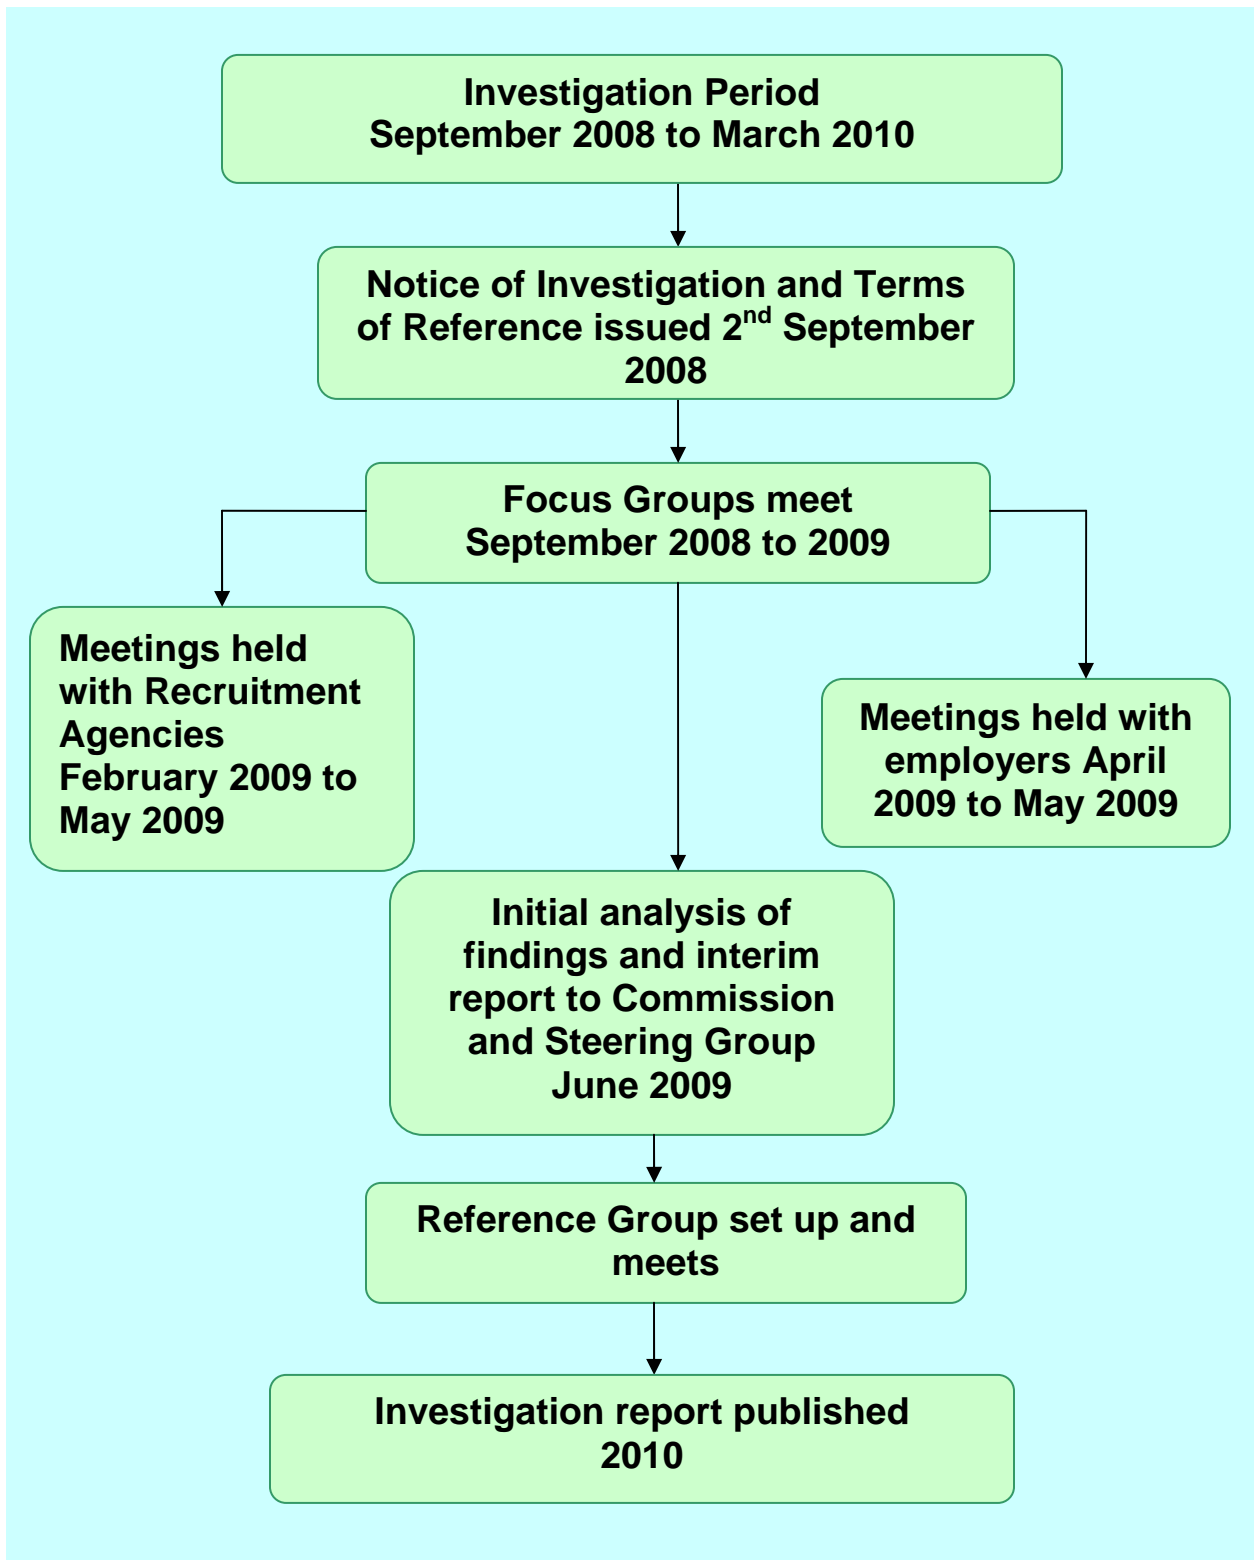 Investigation Period
September 2008 to March 2010
Notice of Investigation and Terms
of Reference issued 2nd September
2008
Focus Groups meet
September 2008 to 2009
Meetings held
with Recruitment
Agencies
February 2009 to
May 2009
Meetings held with
employers April
2009 to May 2009
Initial analysis of
findings and interim
report to Commission
and Steering Group
June 2009
Reference Group set up and
meets
Investigation report published
2010